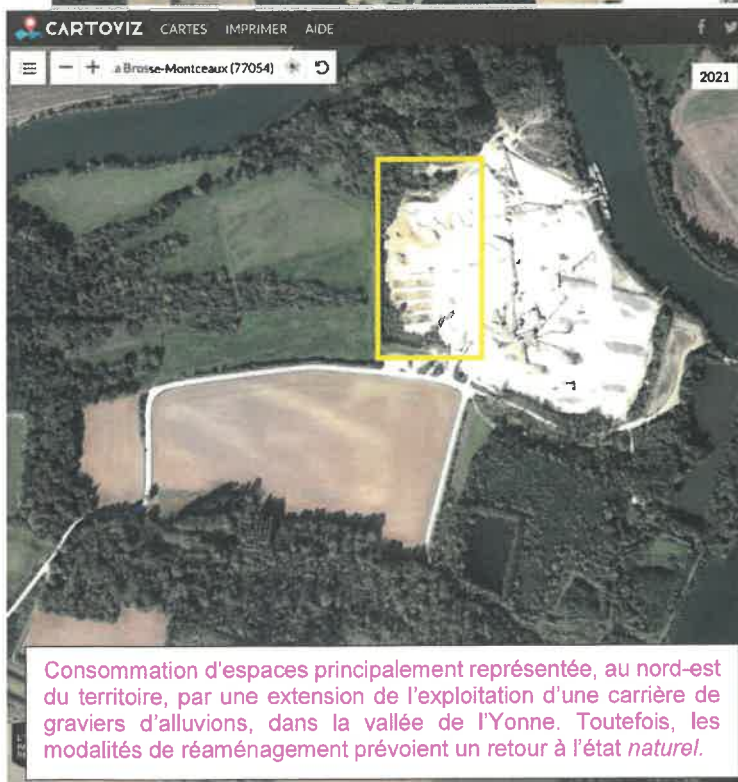 CARTOVIZ CARTES IMPRIMER AIDE
a Brosse-Montceaux (77054)
2021
Consommation d'espaces principalement représentée, au nord-est
du territoire, par une extension de l'exploitation d'une carrière de
graviers d'alluvions, dans la vallée de l'Yonne. Toutefois, les
modalités de réaménagement prévoient un retour à l'état naturel.